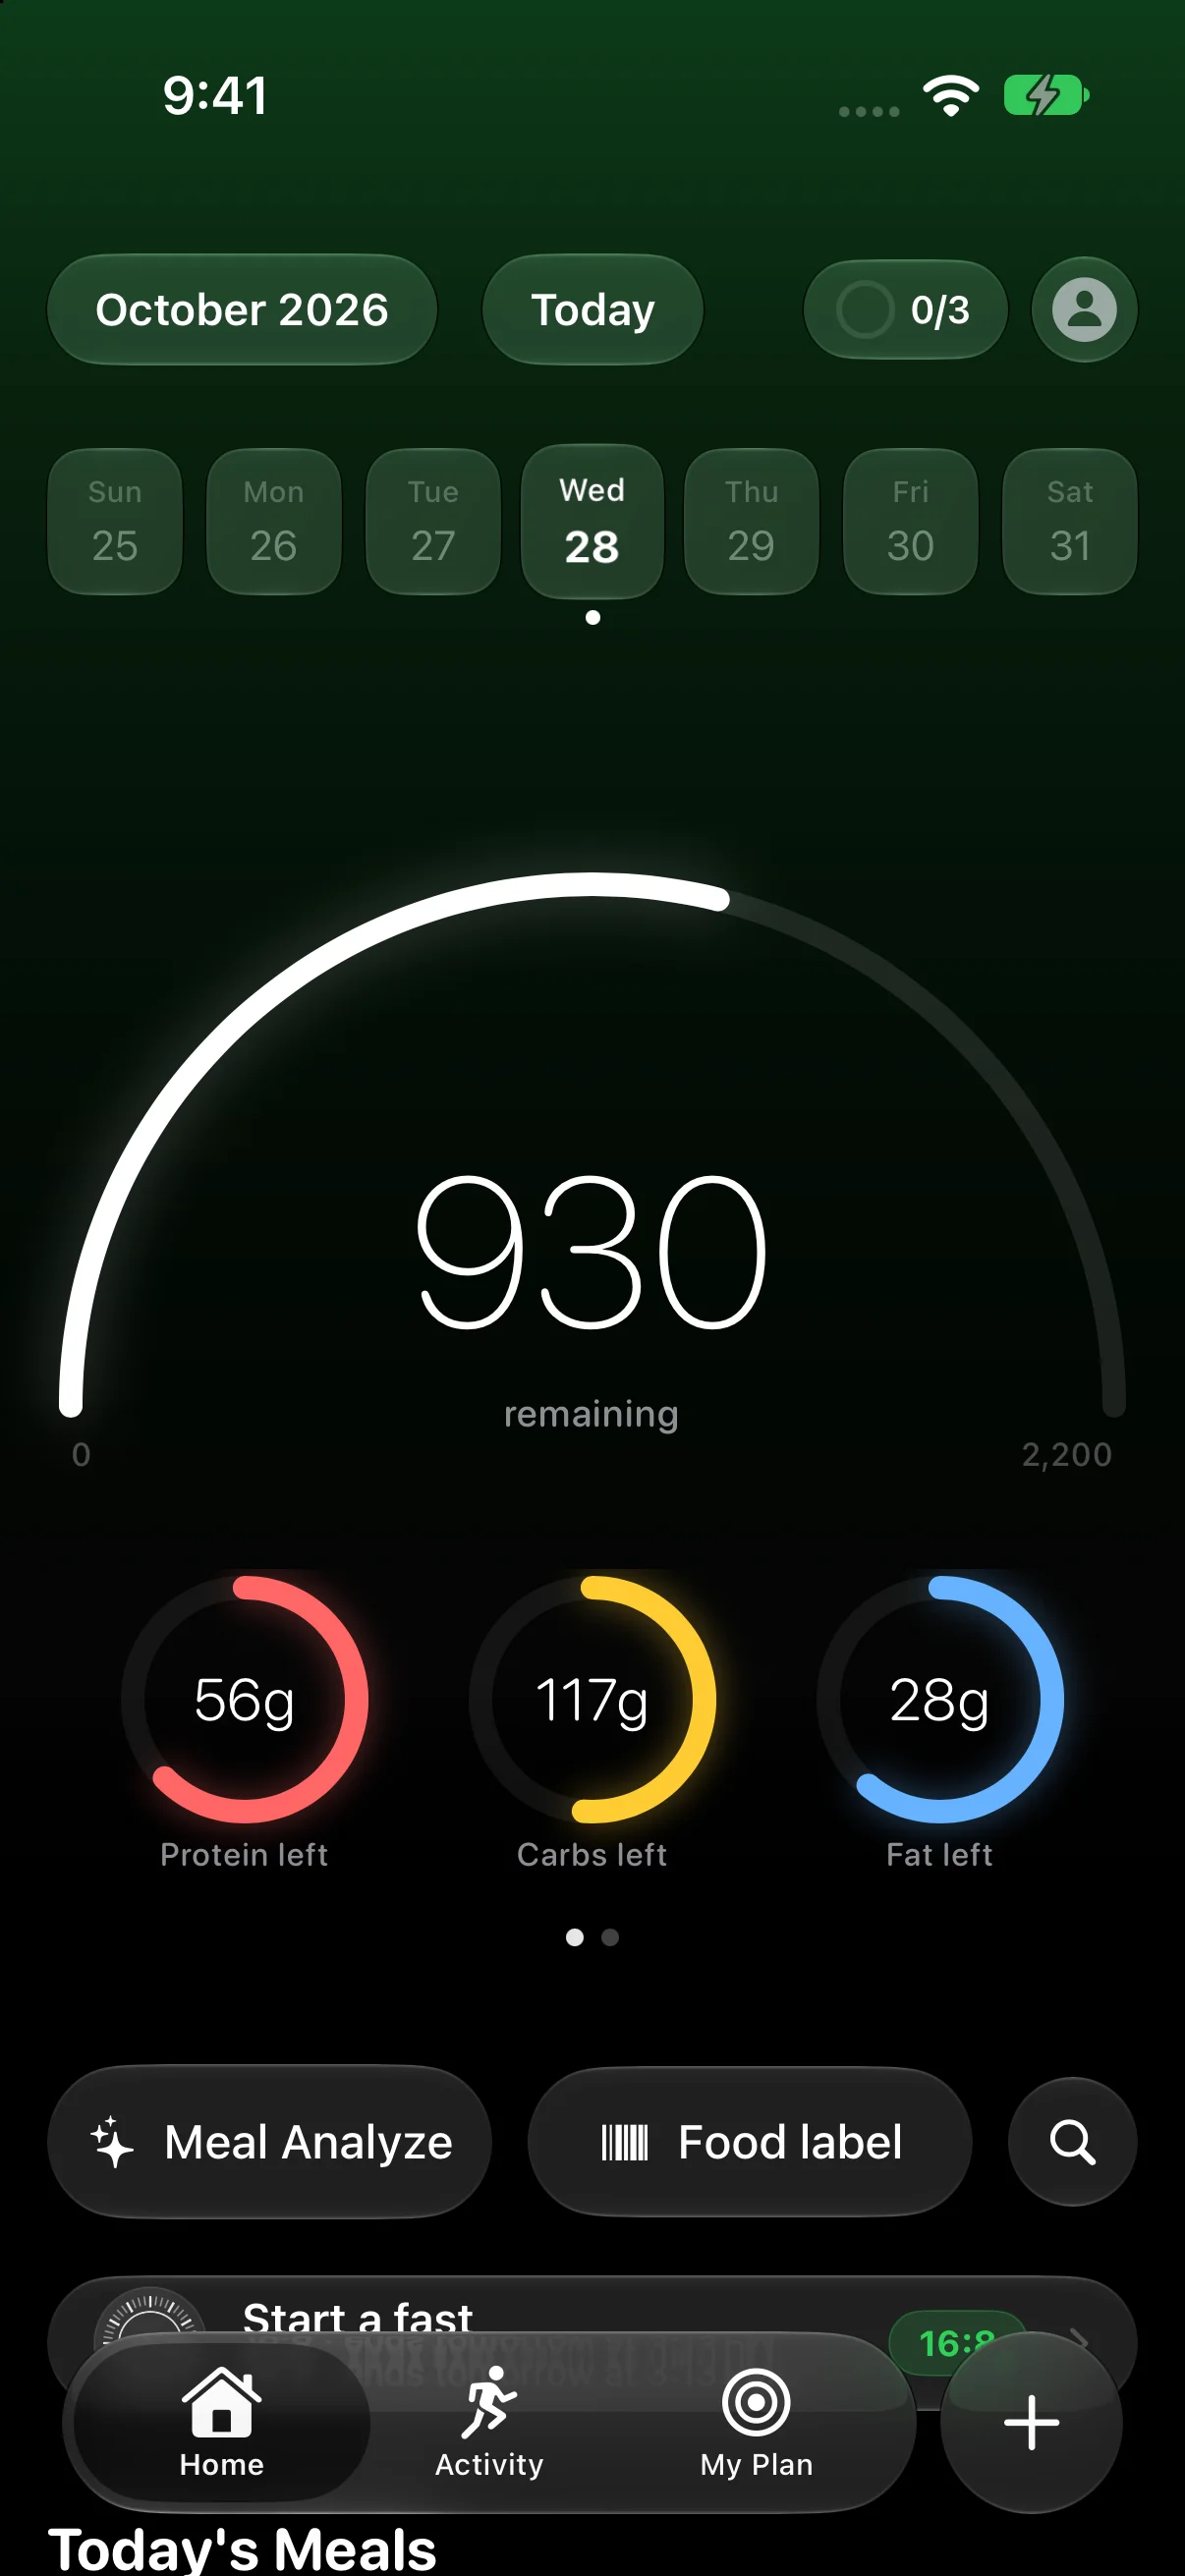 9:41
October 2026
Today
0/3
Sun
25
Mon
26
Tue
27
Wed
28
Thu
29
Fri
30
Sat
31
930
remaining
0
2,200
56g
117g
28g
Protein left
Carbs left
Fat left
Meal Analyze
Food label
Start a fast
16:8
Home
Activity
My Plan
Today's Meals